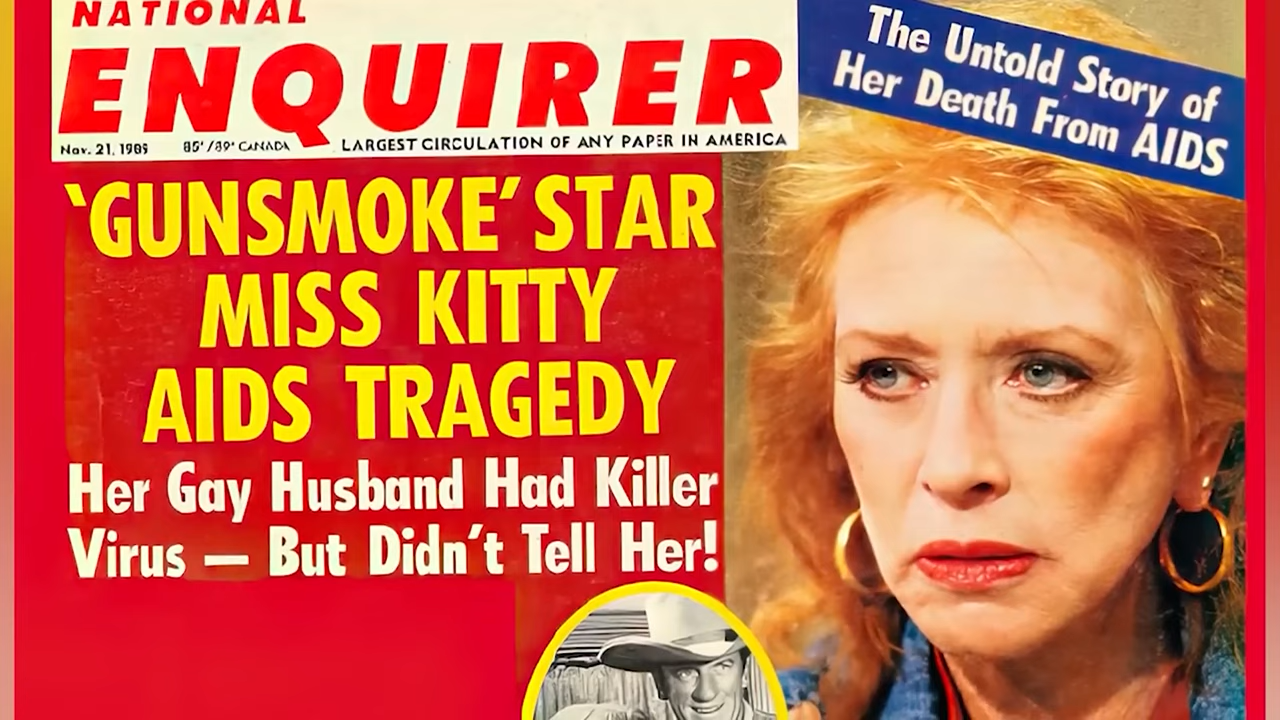 NATIONAL
ENQUIRER
Nov. 21, 1989 85¢/89¢ CANADA LARGEST CIRCULATION OF ANY PAPER IN AMERICA
The Untold Story of
Her Death From AIDS
‘GUNSMOKE’ STAR
MISS KITTY
AIDS TRAGEDY
Her Gay Husband Had Killer
Virus — But Didn’t Tell Her!